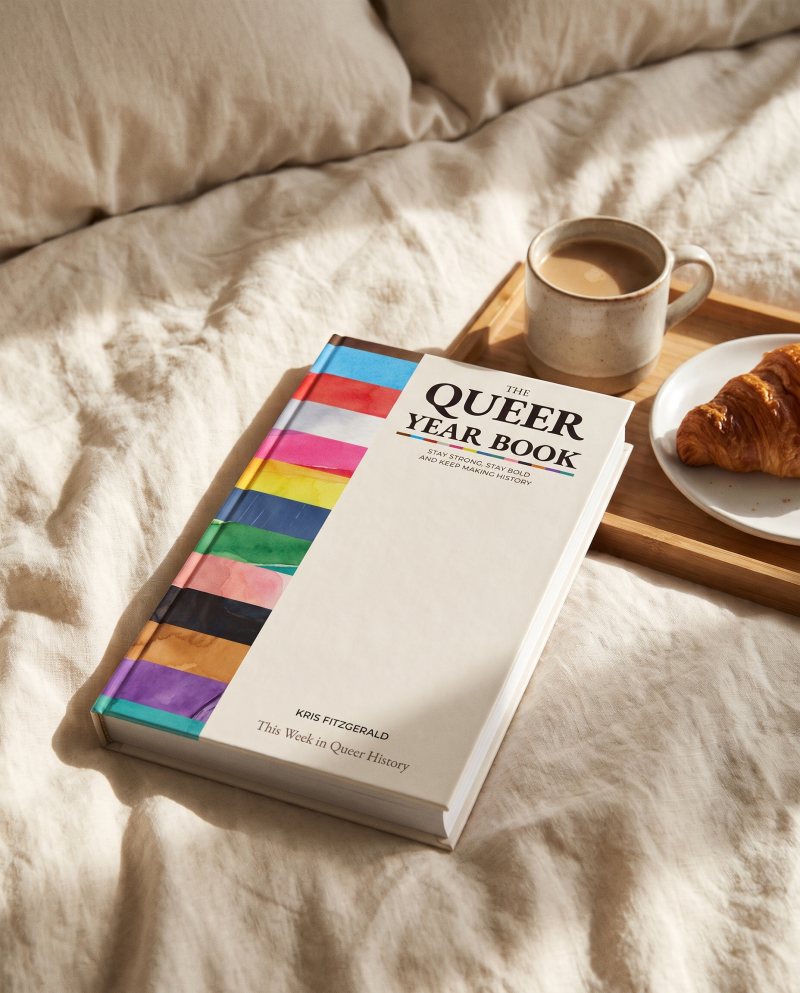 THE
QUEER
YEAR BOOK
STAY STRONG, STAY BOLD
AND KEEP MAKING HISTORY
KRIS FITZGERALD
This Week in Queer History